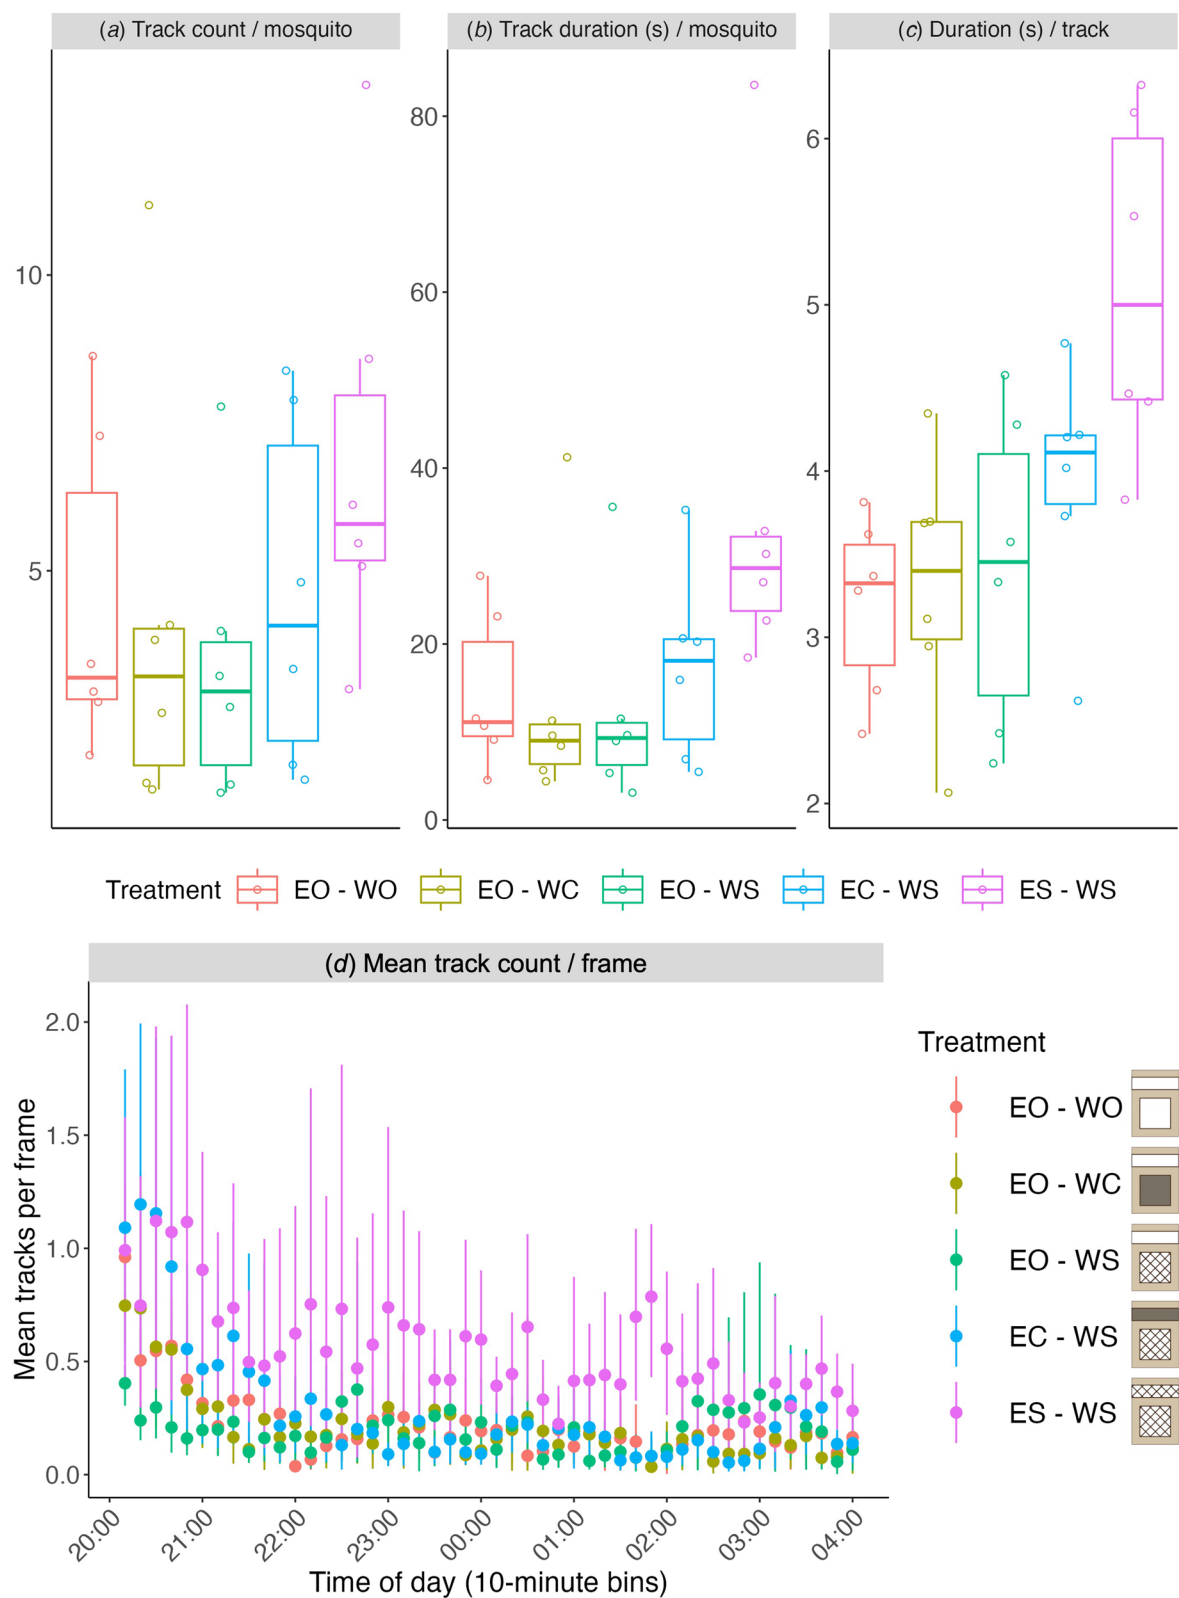 (a) Track count / mosquito
(b) Track duration (s) / mosquito
(c) Duration (s) / track
10
5
80
60
40
20
0
6
5
4
3
2
Treatment EO - WO EO - WC EO - WS EC - WS ES - WS
(d) Mean track count / frame
Mean tracks per frame
2.0
1.5
1.0
0.5
0.0
20:00 21:00 22:00 23:00 00:00 01:00 02:00 03:00 04:00
Time of day (10-minute bins)
Treatment
EO - WO
EO - WC
EO - WS
EC - WS
ES - WS